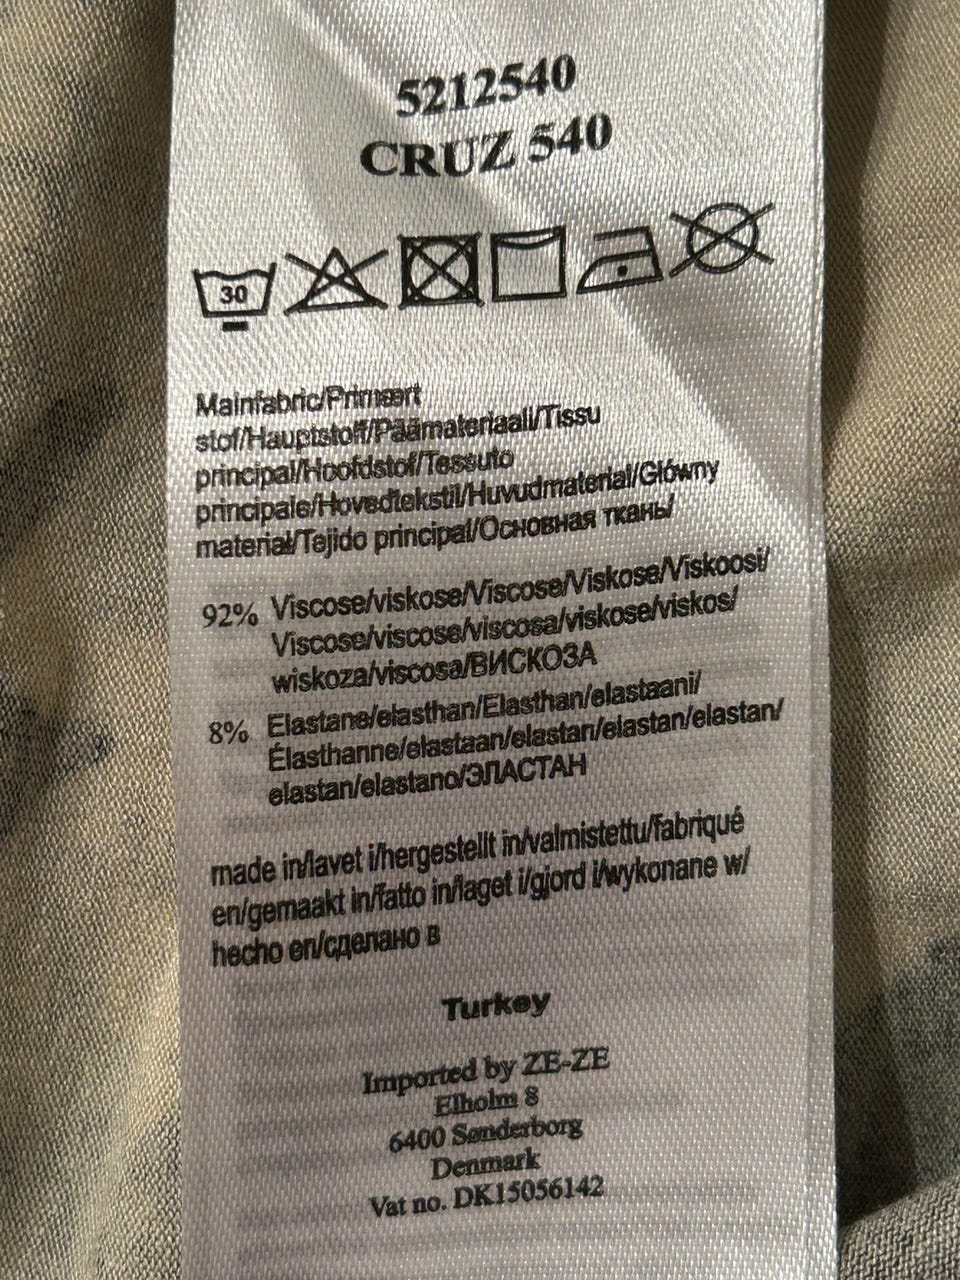 5212540
CRUZ 540
30
Mainfabric/Primært
stof/Hauptstoff/Päämateriaali/Tissu
principal/Hoofdstof/Tessuto
principale/Hovedtekstil/Huvudmaterial/Główny
materiał/Tejido principal/Основная ткань/
92% Viscose/viskose/Viscose/Viskose/Viskoosi/
Viscose/viscose/viscosa/viskose/viskos/
wiskoza/viscosa/ВИСКОЗА
8% Elastane/elasthan/Elasthan/elastaani/
Élasthanne/elastaan/elastan/elastan/elastan/
elastan/elastano/ЭЛАСТАН
made in/lavet i/hergestellt in/valmistettu/fabriqué
en/gemaakt in/fatto in/laget i/gjord i/wykonane w/
hecho en/сделано в
Turkey
Imported by ZE-ZE
Elholm 8
6400 Sønderborg
Denmark
Vat no. DK15056142